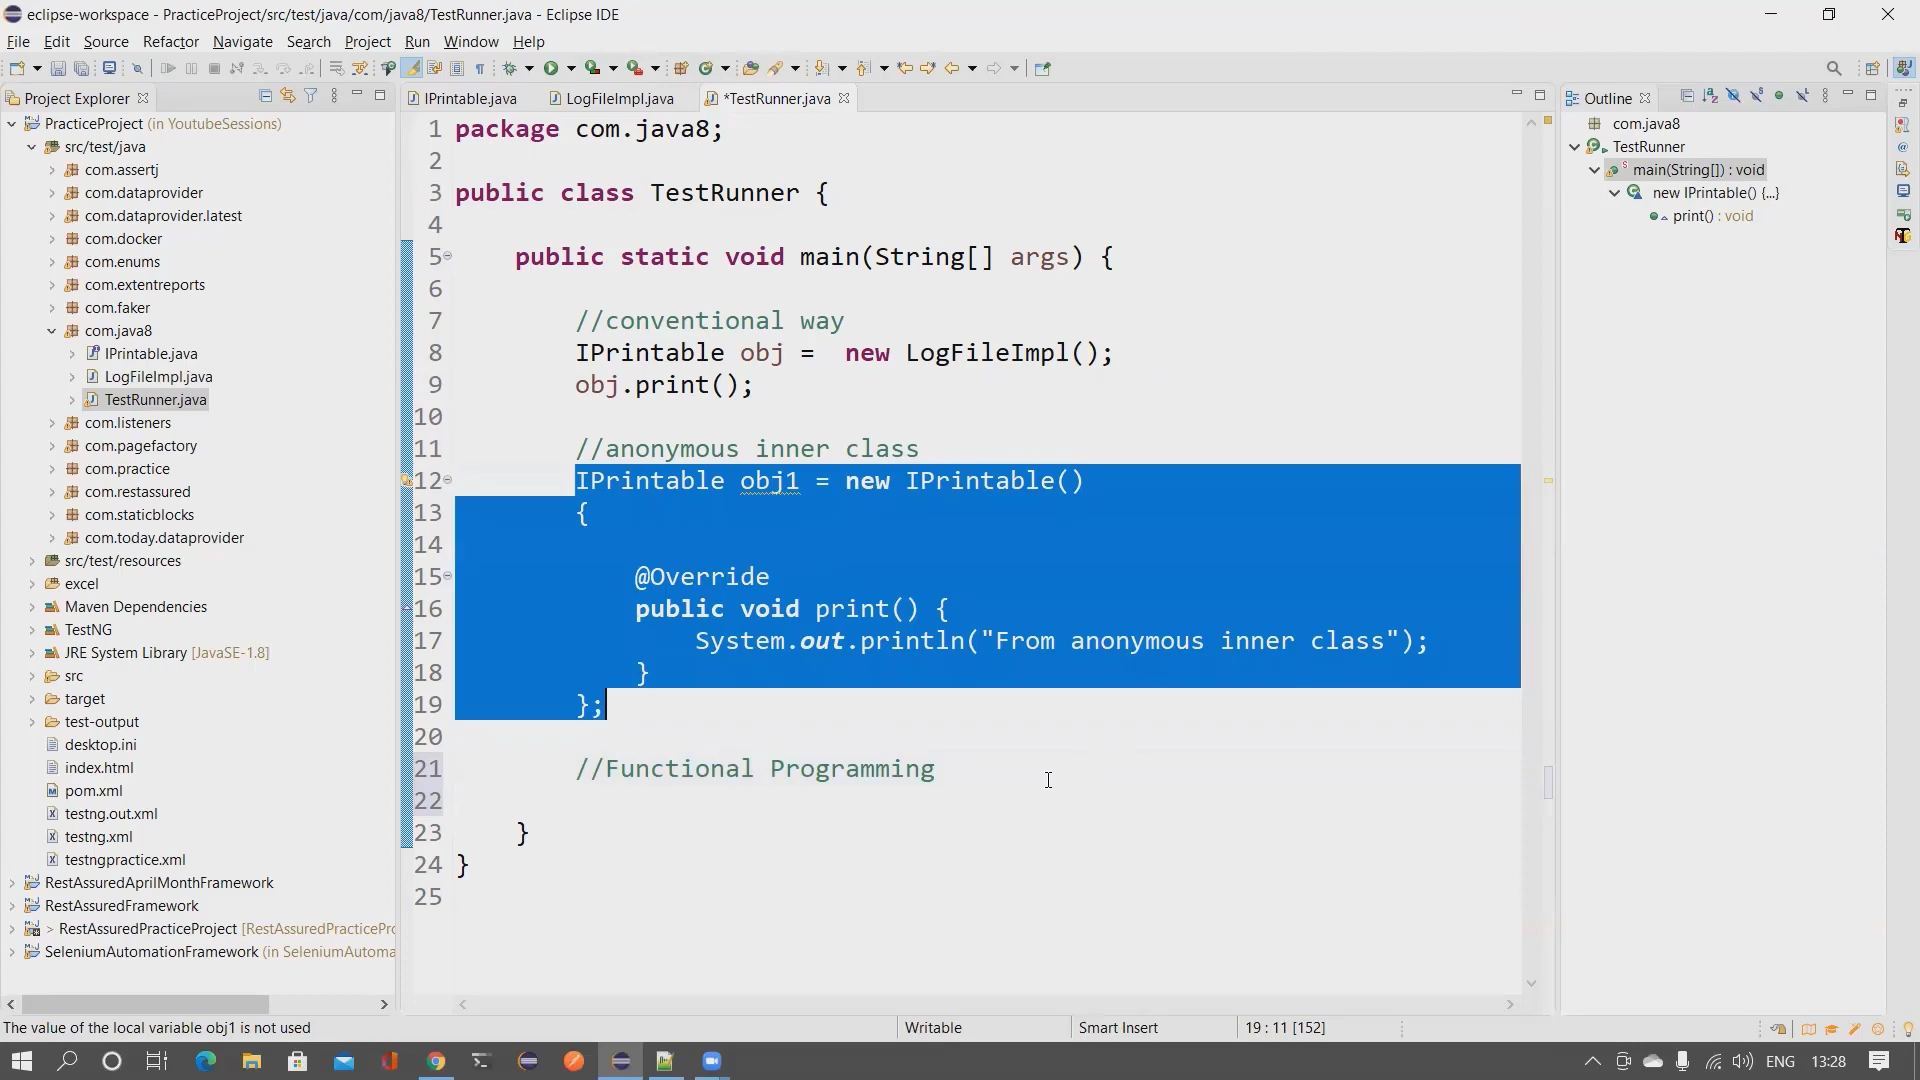 eclipse-workspace - PracticeProject/src/test/java/com/java8/TestRunner.java - Eclipse IDE
File Edit Source Refactor Navigate Search Project Run Window Help
Project Explorer
PracticeProject (in YoutubeSessions)
src/test/java
com.assertj
com.dataprovider
com.dataprovider.latest
com.docker
com.enums
com.extentreports
com.faker
com.java8
IPrintable.java
LogFileImpl.java
TestRunner.java
com.listeners
com.pagefactory
com.practice
com.restassured
com.staticblocks
com.today.dataprovider
src/test/resources
excel
Maven Dependencies
TestNG
JRE System Library [JavaSE-1.8]
src
target
test-output
desktop.ini
index.html
pom.xml
testng.out.xml
testng.xml
testngpractice.xml
RestAssuredAprilMonthFramework
RestAssuredFramework
> RestAssuredPracticeProject [RestAssuredPracticePro
SeleniumAutomationFramework (in SeleniumAutoma
IPrintable.java LogFileImpl.java *TestRunner.java
1 package com.java8;
2
3 public class TestRunner {
4
5 public static void main(String[] args) {
6
7 //conventional way
8 IPrintable obj = new LogFileImpl();
9 obj.print();
10
11 //anonymous inner class
12 IPrintable obj1 = new IPrintable()
13 {
14
15 @Override
16 public void print() {
17 System.out.println("From anonymous inner class");
18 }
19 };
20
21 //Functional Programming
22
23 }
24 }
25
Outline
com.java8
TestRunner
main(String[]) : void
new IPrintable() {...}
print() : void
The value of the local variable obj1 is not used
Writable
Smart Insert
19 : 11 [152]
ENG
13:28